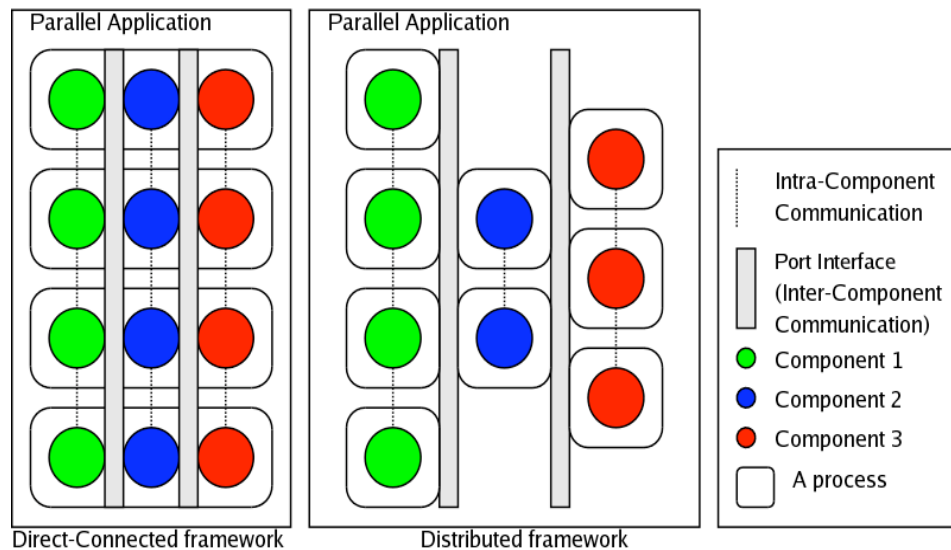 Parallel Application
Direct-Connected framework
Parallel Application
Distributed framework
Intra-Component
Communication
Port Interface
(Inter-Component
Communication)
Component 1
Component 2
Component 3
A process